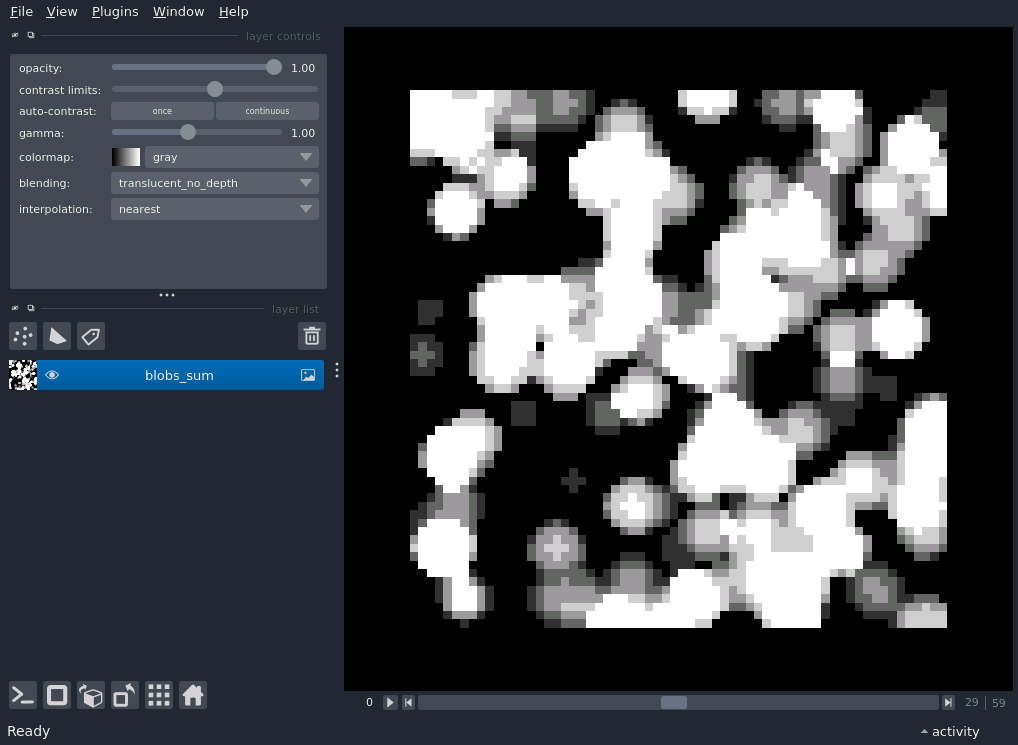 File View Plugins Window Help
layer controls
opacity: 1.00
contrast limits:
auto-contrast: once continuous
gamma: 1.00
colormap: gray
blending: translucent_no_depth
interpolation: nearest
layer list
blobs_sum
0 29 59
Ready activity